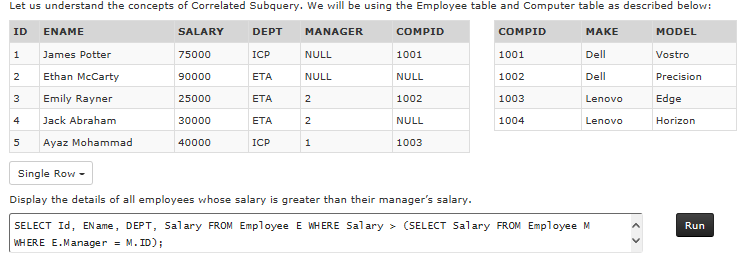 Let us understand the concepts of Correlated Subquery. We will be using the Employee table and Computer table as described below:
ID ENAME SALARY DEPT MANAGER COMPID
1 James Potter 75000 ICP NULL 1001
2 Ethan McCarty 90000 ETA NULL NULL
3 Emily Rayner 25000 ETA 2 1002
4 Jack Abraham 30000 ETA 2 NULL
5 Ayaz Mohammad 40000 ICP 1 1003
COMPID MAKE MODEL
1001 Dell Vostro
1002 Dell Precision
1003 Lenovo Edge
1004 Lenovo Horizon
Single Row
Display the details of all employees whose salary is greater than their manager's salary.
SELECT Id, EName, DEPT, Salary FROM Employee E WHERE Salary > (SELECT Salary FROM Employee M
WHERE E.Manager = M.ID);
Run